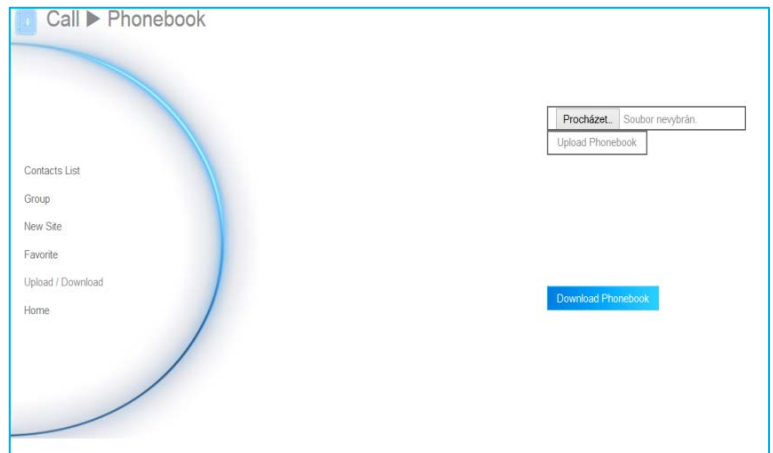 Call ▶ Phonebook
Procházet... Soubor nevybrán.
Upload Phonebook
Contacts List
Group
New Site
Favorite
Upload / Download
Home
Download Phonebook